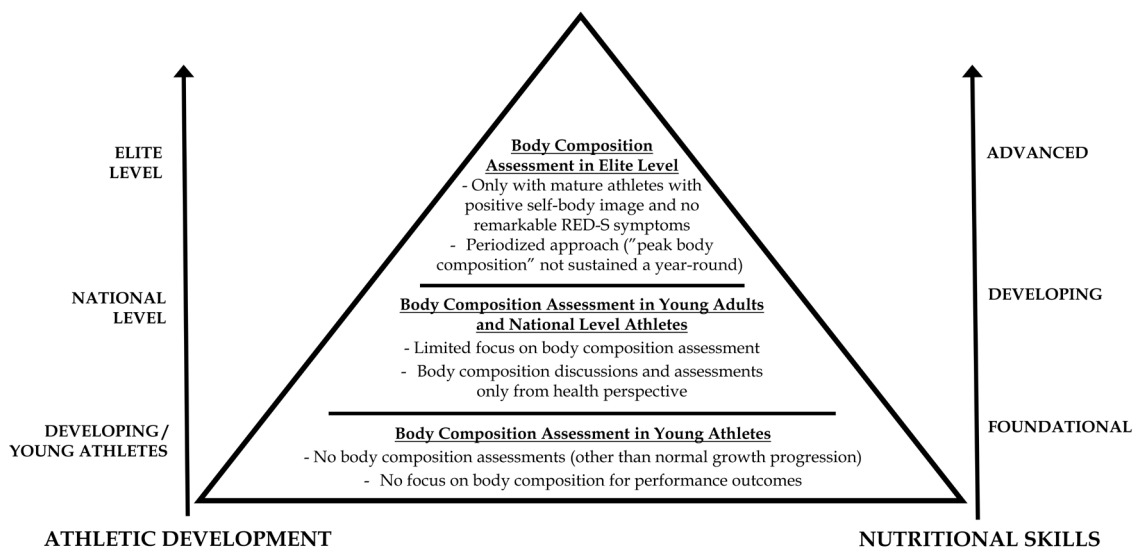 ELITE
LEVEL
NATIONAL
LEVEL
DEVELOPING/
YOUNG ATHLETES
ATHLETIC DEVELOPMENT
Body Composition
Assessment in Elite Level
- Only with mature athletes with
positive self-body image and no
remarkable RED-S symptoms
- Periodized approach (”peak body
composition” not sustained a year-round)
Body Composition Assessment in Young Adults
and National Level Athletes
- Limited focus on body composition assessment
- Body composition discussions and assessments
only from health perspective
Body Composition Assessment in Young Athletes
- No body composition assessments (other than normal growth progression)
- No focus on body composition for performance outcomes
ADVANCED
DEVELOPING
FOUNDATIONAL
NUTRITIONAL SKILLS